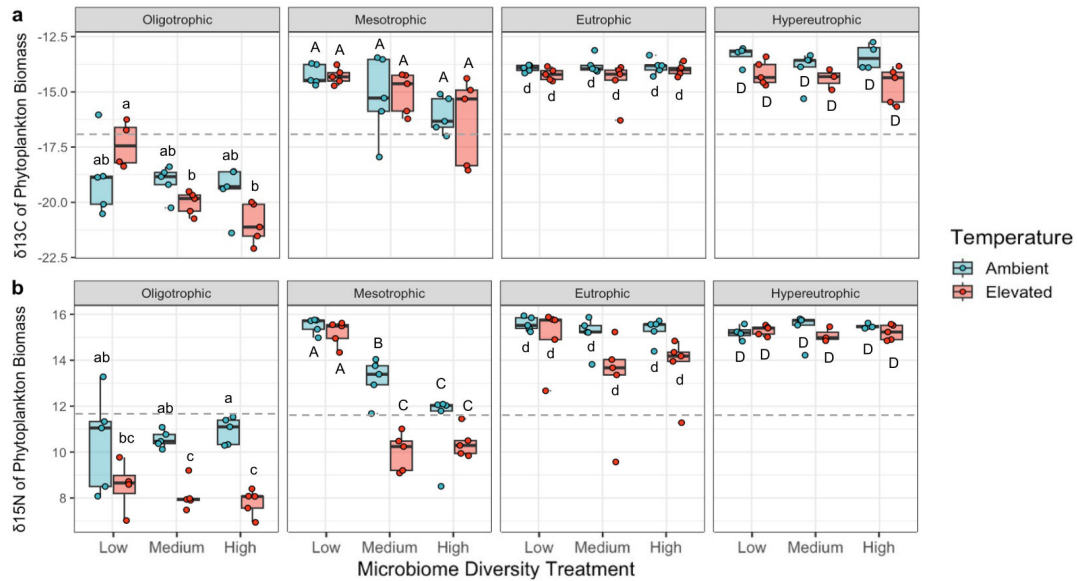 a
Oligotrophic Mesotrophic Eutrophic Hypereutrophic
δ13C of Phytoplankton Biomass
-12.5
-15.0
-17.5
-20.0
-22.5
ab a ab b ab b
A A A A A A
d d d d d d
D D D D D D
Temperature
Ambient
Elevated
b
Oligotrophic Mesotrophic Eutrophic Hypereutrophic
δ15N of Phytoplankton Biomass
16
14
12
10
8
ab bc ab c a c
A A B C C C
d d d d d d
D D D D D D
Low Medium High Low Medium High Low Medium High Low Medium High
Microbiome Diversity Treatment